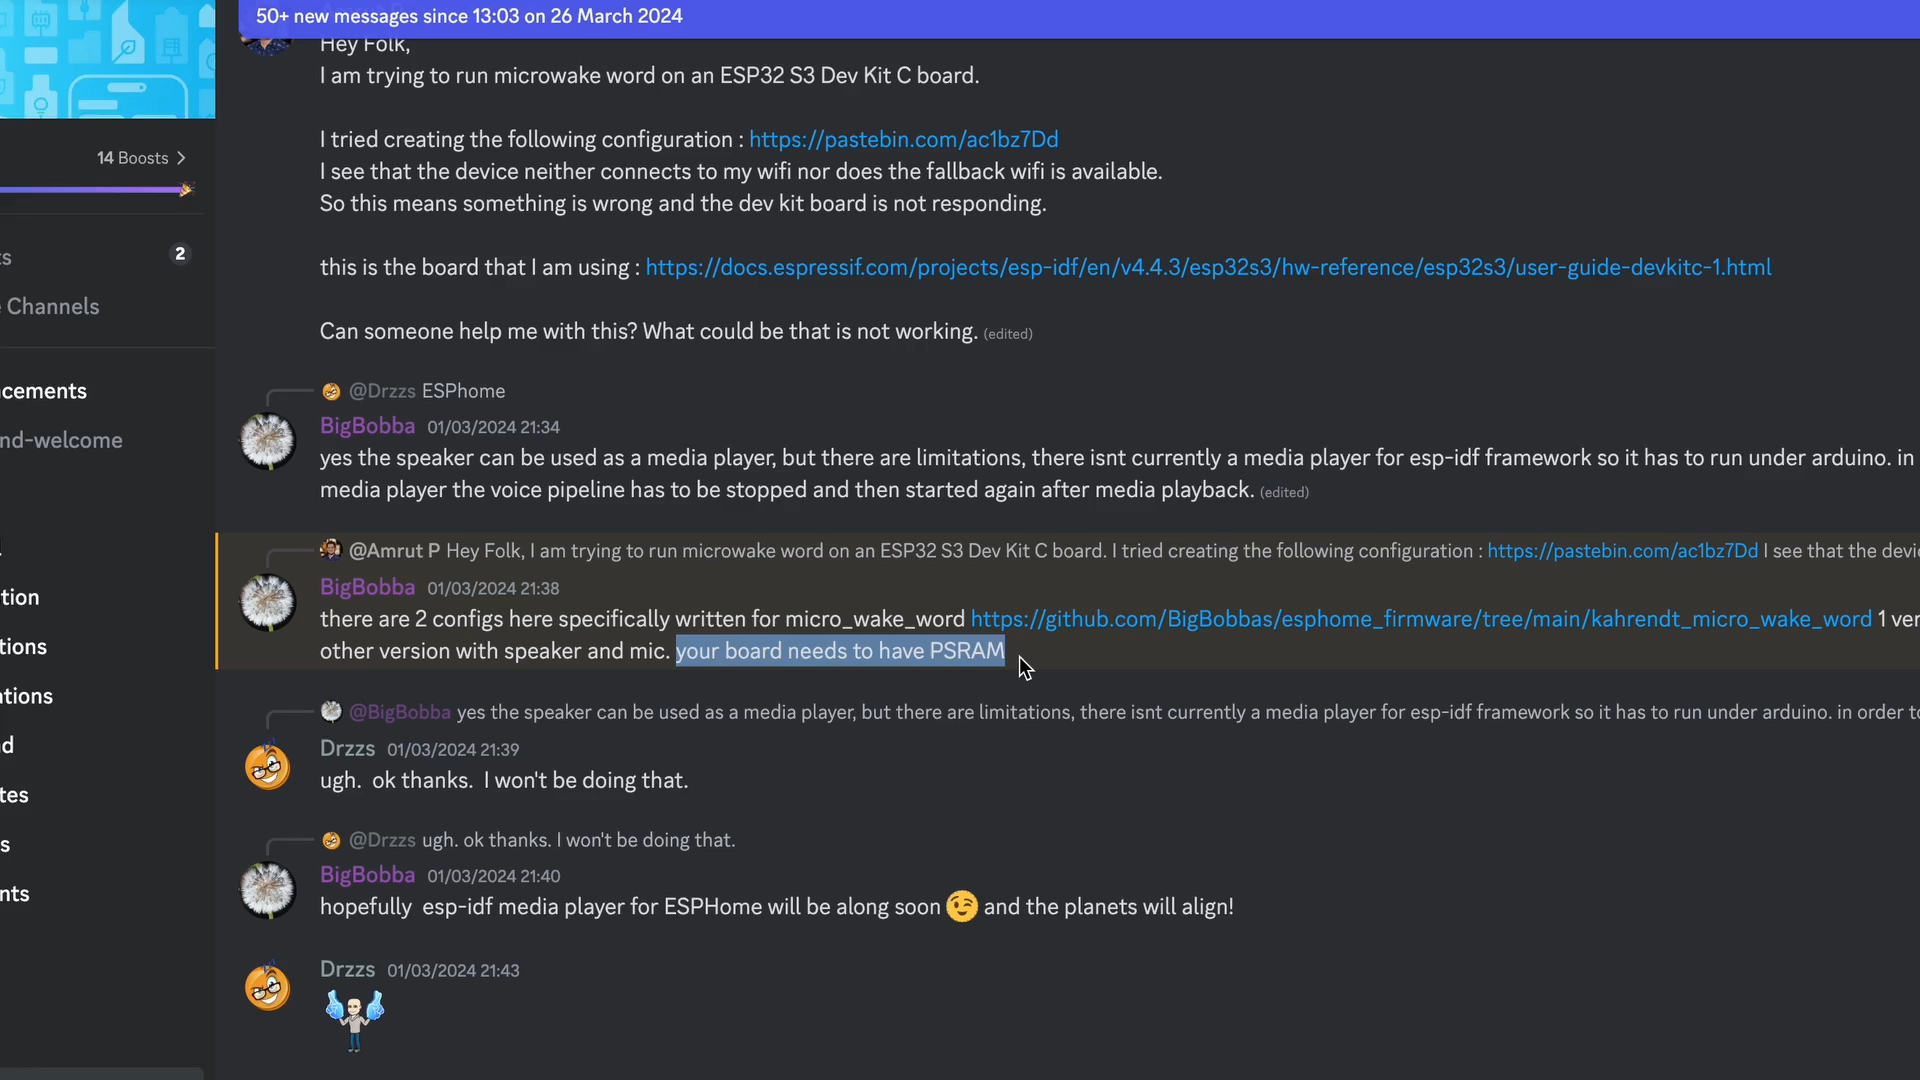 50+ new messages since 13:03 on 26 March 2024
Hey Folk,
I am trying to run microwake word on an ESP32 S3 Dev Kit C board.
I tried creating the following configuration : https://pastebin.com/ac1bz7Dd
I see that the device neither connects to my wifi nor does the fallback wifi is available.
So this means something is wrong and the dev kit board is not responding.
this is the board that I am using : https://docs.espressif.com/projects/esp-idf/en/v4.4.3/esp32s3/hw-reference/esp32s3/user-guide-devkitc-1.html
Can someone help me with this? What could be that is not working. (edited)
@Drzzs ESPhome
BigBobba 01/03/2024 21:34
yes the speaker can be used as a media player, but there are limitations, there isnt currently a media player for esp-idf framework so it has to run under arduino. in
media player the voice pipeline has to be stopped and then started again after media playback. (edited)
@Amrut P Hey Folk, I am trying to run microwake word on an ESP32 S3 Dev Kit C board. I tried creating the following configuration : https://pastebin.com/ac1bz7Dd I see that the devic
BigBobba 01/03/2024 21:38
there are 2 configs here specifically written for micro_wake_word https://github.com/BigBobbas/esphome_firmware/tree/main/kahrendt_micro_wake_word 1 ver
other version with speaker and mic. your board needs to have PSRAM
@BigBobba yes the speaker can be used as a media player, but there are limitations, there isnt currently a media player for esp-idf framework so it has to run under arduino. in order to
Drzzs 01/03/2024 21:39
ugh. ok thanks. I won't be doing that.
@Drzzs ugh. ok thanks. I won't be doing that.
BigBobba 01/03/2024 21:40
hopefully esp-idf media player for ESPHome will be along soon 😉 and the planets will align!
Drzzs 01/03/2024 21:43
14 Boosts
ts
2
Channels
cements
nd-welcome
tion
tions
ations
d
tes
s
nts